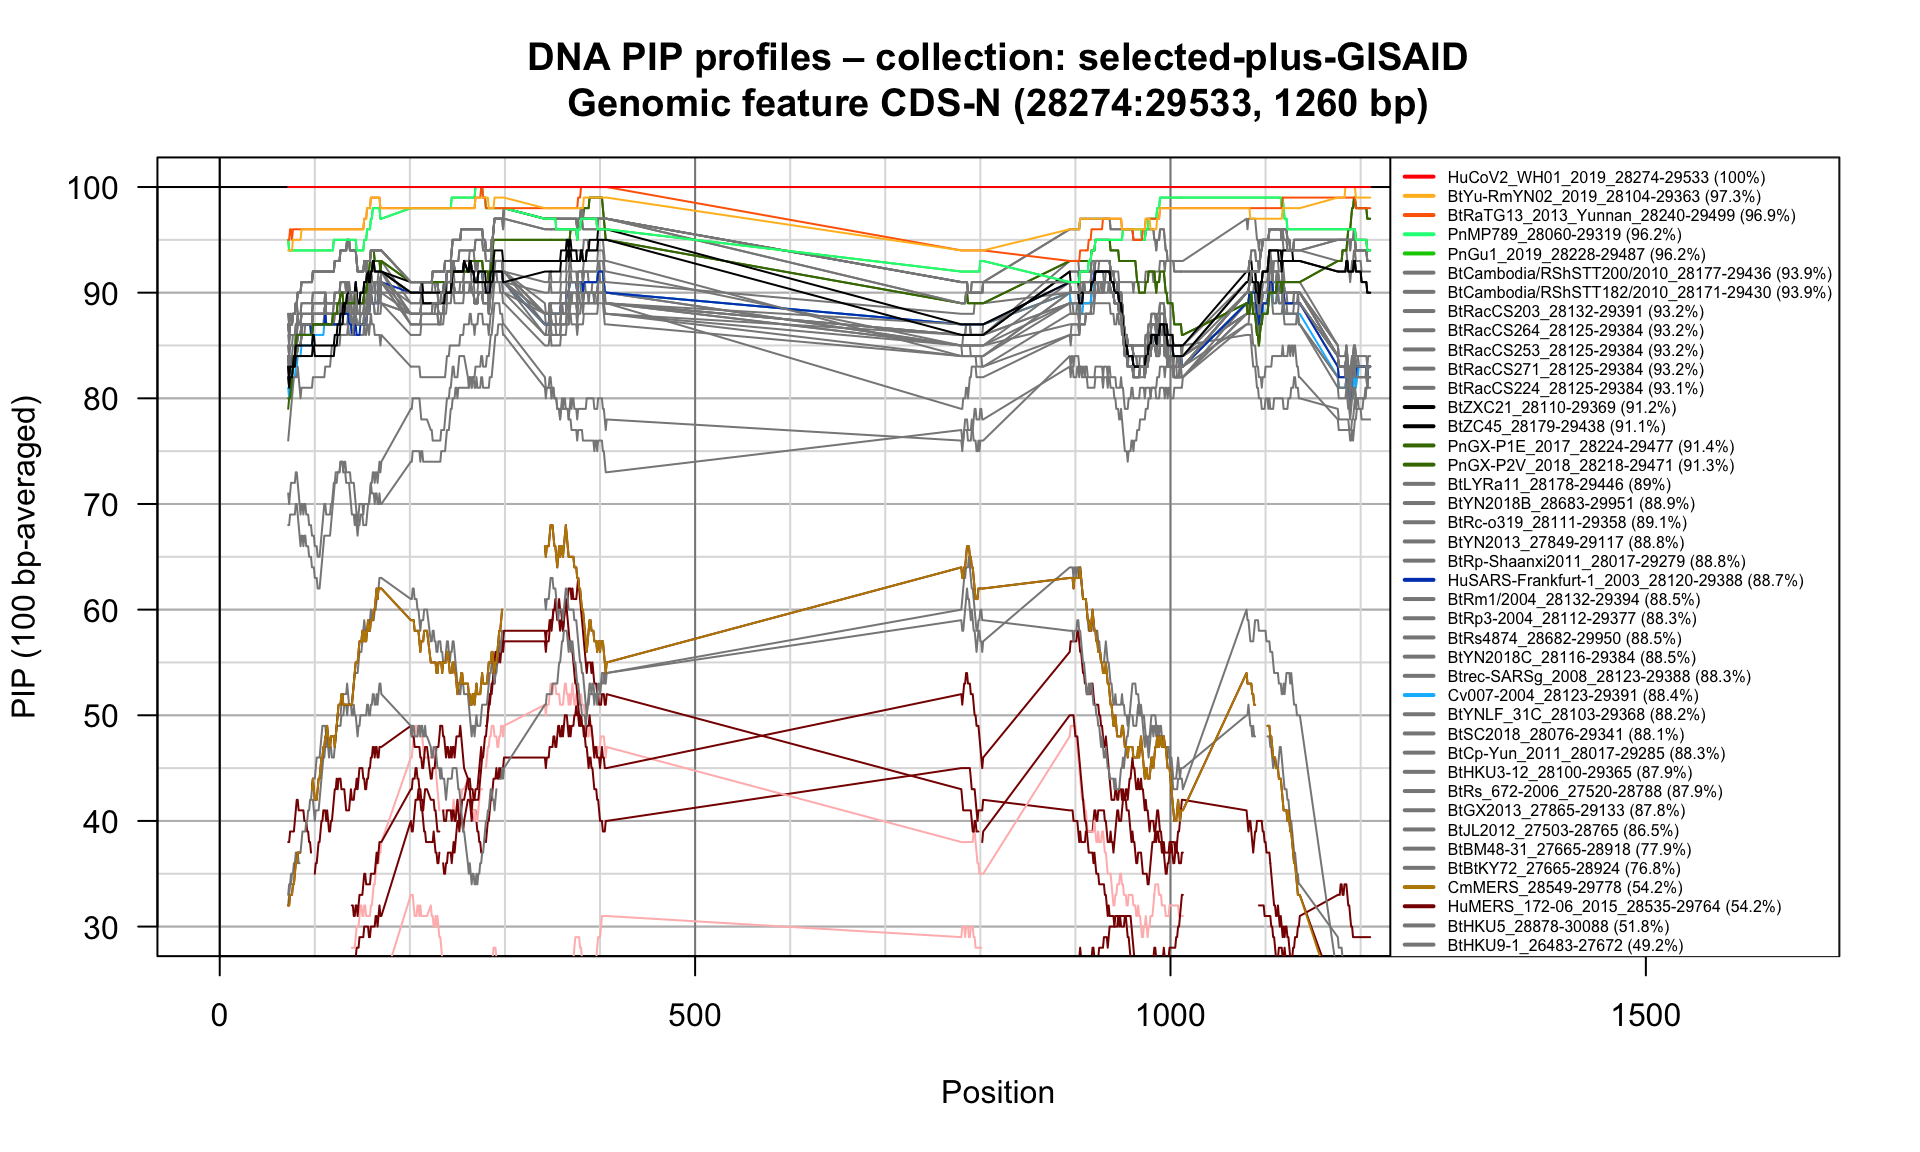 DNA PIP profiles – collection: selected-plus-GISAID
Genomic feature CDS-N (28274:29533, 1260 bp)
PIP (100 bp-averaged)
100
90
80
70
60
50
40
30
0
500
1000
1500
Position
HuCoV2_WH01_2019_28274-29533 (100%)
BtYu-RmYN02_2019_28104-29363 (97.3%)
BtRaTG13_2013_Yunnan_28240-29499 (96.9%)
PnMP789_28060-29319 (96.2%)
PnGu1_2019_28228-29487 (96.2%)
BtCambodia/RShSTT200/2010_28177-29436 (93.9%)
BtCambodia/RShSTT182/2010_28171-29430 (93.9%)
BtRacCS203_28132-29391 (93.2%)
BtRacCS264_28125-29384 (93.2%)
BtRacCS253_28125-29384 (93.2%)
BtRacCS271_28125-29384 (93.2%)
BtRacCS224_28125-29384 (93.1%)
BtZXC21_28110-29369 (91.2%)
BtZC45_28179-29438 (91.1%)
PnGX-P1E_2017_28224-29477 (91.4%)
PnGX-P2V_2018_28218-29471 (91.3%)
BtLYRa11_28178-29446 (89%)
BtYN2018B_28683-29951 (88.9%)
BtRc-o319_28111-29358 (89.1%)
BtYN2013_27849-29117 (88.8%)
BtRp-Shaanxi2011_28017-29279 (88.8%)
HuSARS-Frankfurt-1_2003_28120-29388 (88.7%)
BtRm1/2004_28132-29394 (88.5%)
BtRp3-2004_28112-29377 (88.3%)
BtRs4874_28682-29950 (88.5%)
BtYN2018C_28116-29384 (88.5%)
Btrec-SARSg_2008_28123-29388 (88.3%)
Cv007-2004_28123-29391 (88.4%)
BtYNLF_31C_28103-29368 (88.2%)
BtSC2018_28076-29341 (88.1%)
BtCp-Yun_2011_28017-29285 (88.3%)
BtHKU3-12_28100-29365 (87.9%)
BtRs_672-2006_27520-28788 (87.9%)
BtGX2013_27865-29133 (87.8%)
BtJL2012_27503-28765 (86.5%)
BtBM48-31_27665-28918 (77.9%)
BtBtKY72_27665-28924 (76.8%)
CmMERS_28549-29778 (54.2%)
HuMERS_172-06_2015_28535-29764 (54.2%)
BtHKU5_28878-30088 (51.8%)
BtHKU9-1_26483-27672 (49.2%)